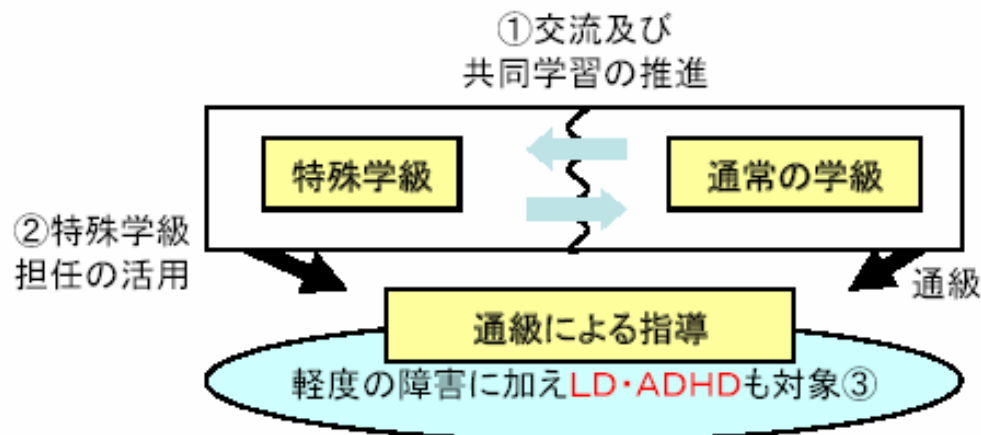 ①交流及び
共同学習の推進
特殊学級
通常の学級
②特殊学級
担任の活用
通級
通級による指導
軽度の障害に加えLD・ADHDも対象③